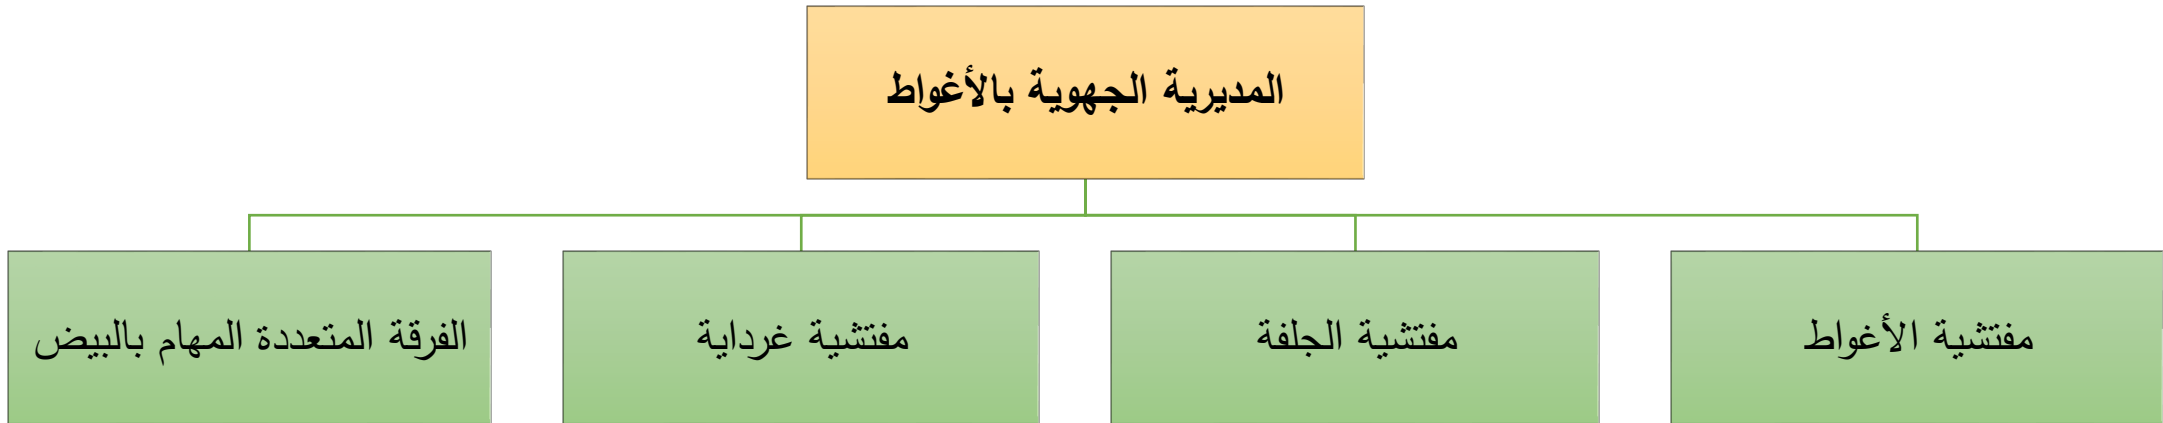 المديرية الجهوية بالأغواط
مفتشية الأغواط
مفتشية الجلفة
مفتشية غرداية
الفرقة المتعددة المهام بالبيض